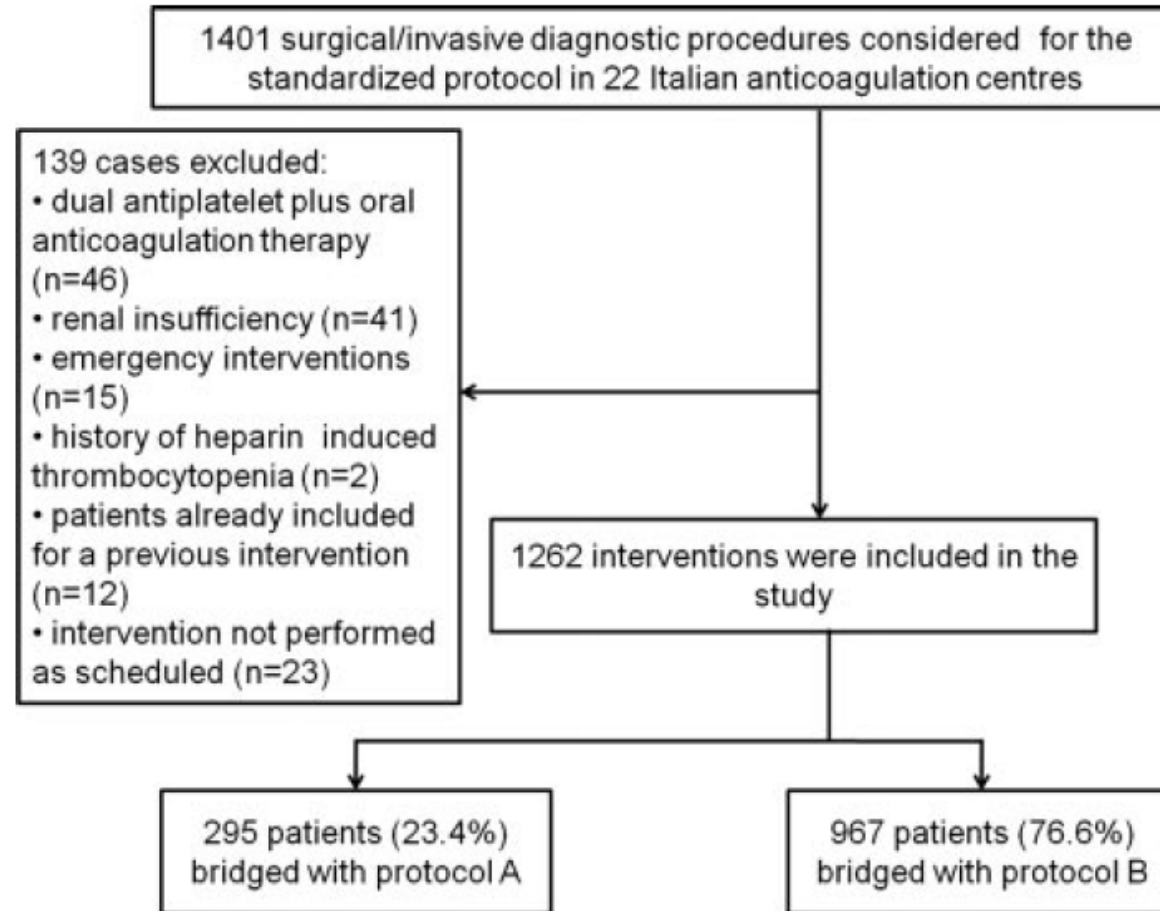 1401 surgical/invasive diagnostic procedures considered for the
standardized protocol in 22 Italian anticoagulation centres
139 cases excluded:
• dual antiplatelet plus oral
anticoagulation therapy
(n=46)
• renal insufficiency (n=41)
• emergency interventions
(n=15)
• history of heparin induced
thrombocytopenia (n=2)
• patients already included
for a previous intervention
(n=12)
• intervention not performed
as scheduled (n=23)
1262 interventions were included in the
study
295 patients (23.4%)
bridged with protocol A
967 patients (76.6%)
bridged with protocol B